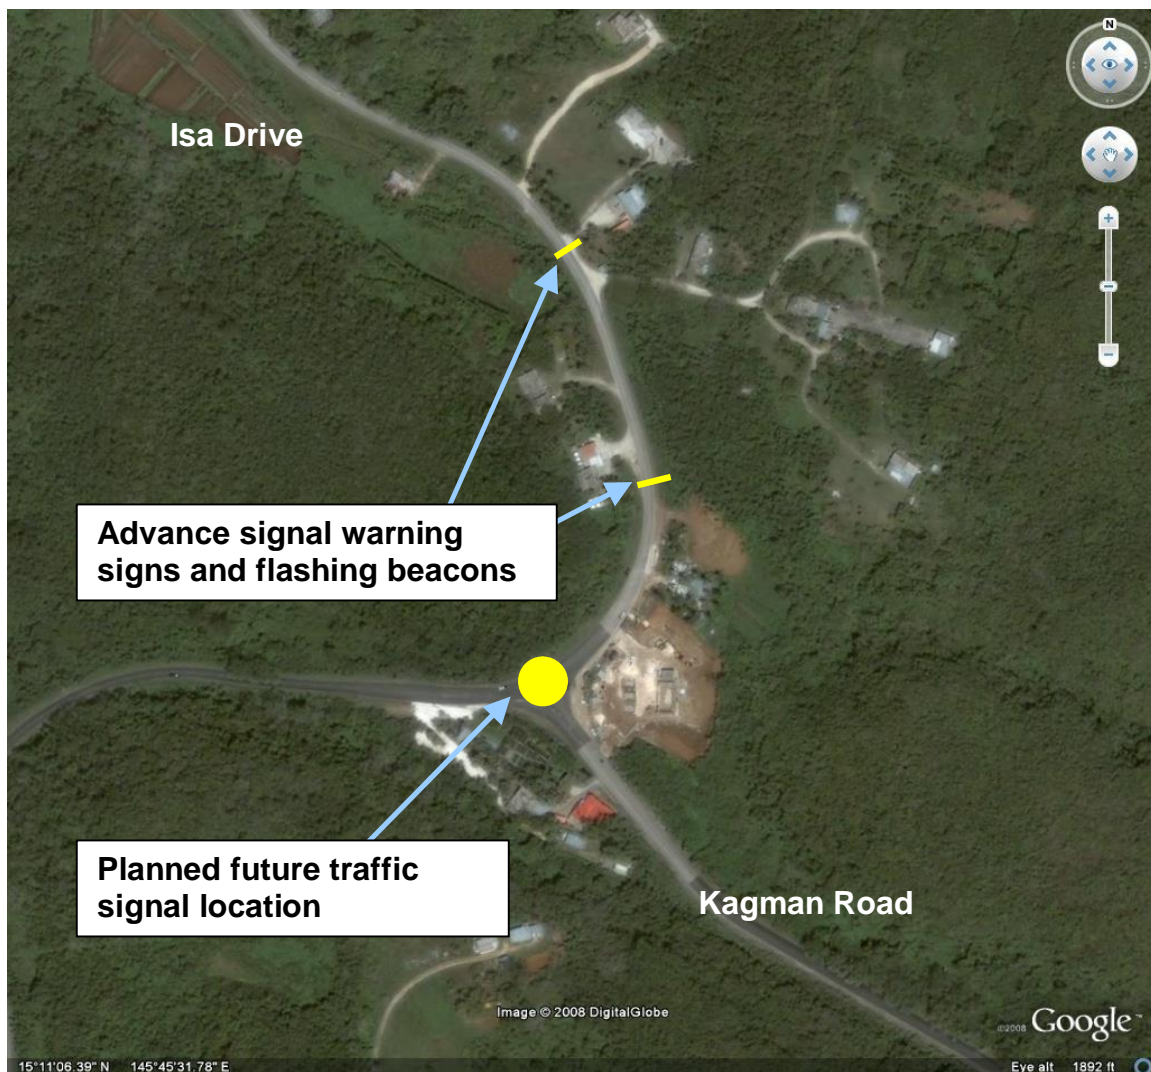 N
Isa Drive
Advance signal warning
signs and flashing beacons
Planned future traffic
signal location
Kagman Road
Image © 2008 DigitalGlobe
©2008 Google™
15°11'06.39" N 145°45'31.78" E
Eye alt 1892 ft